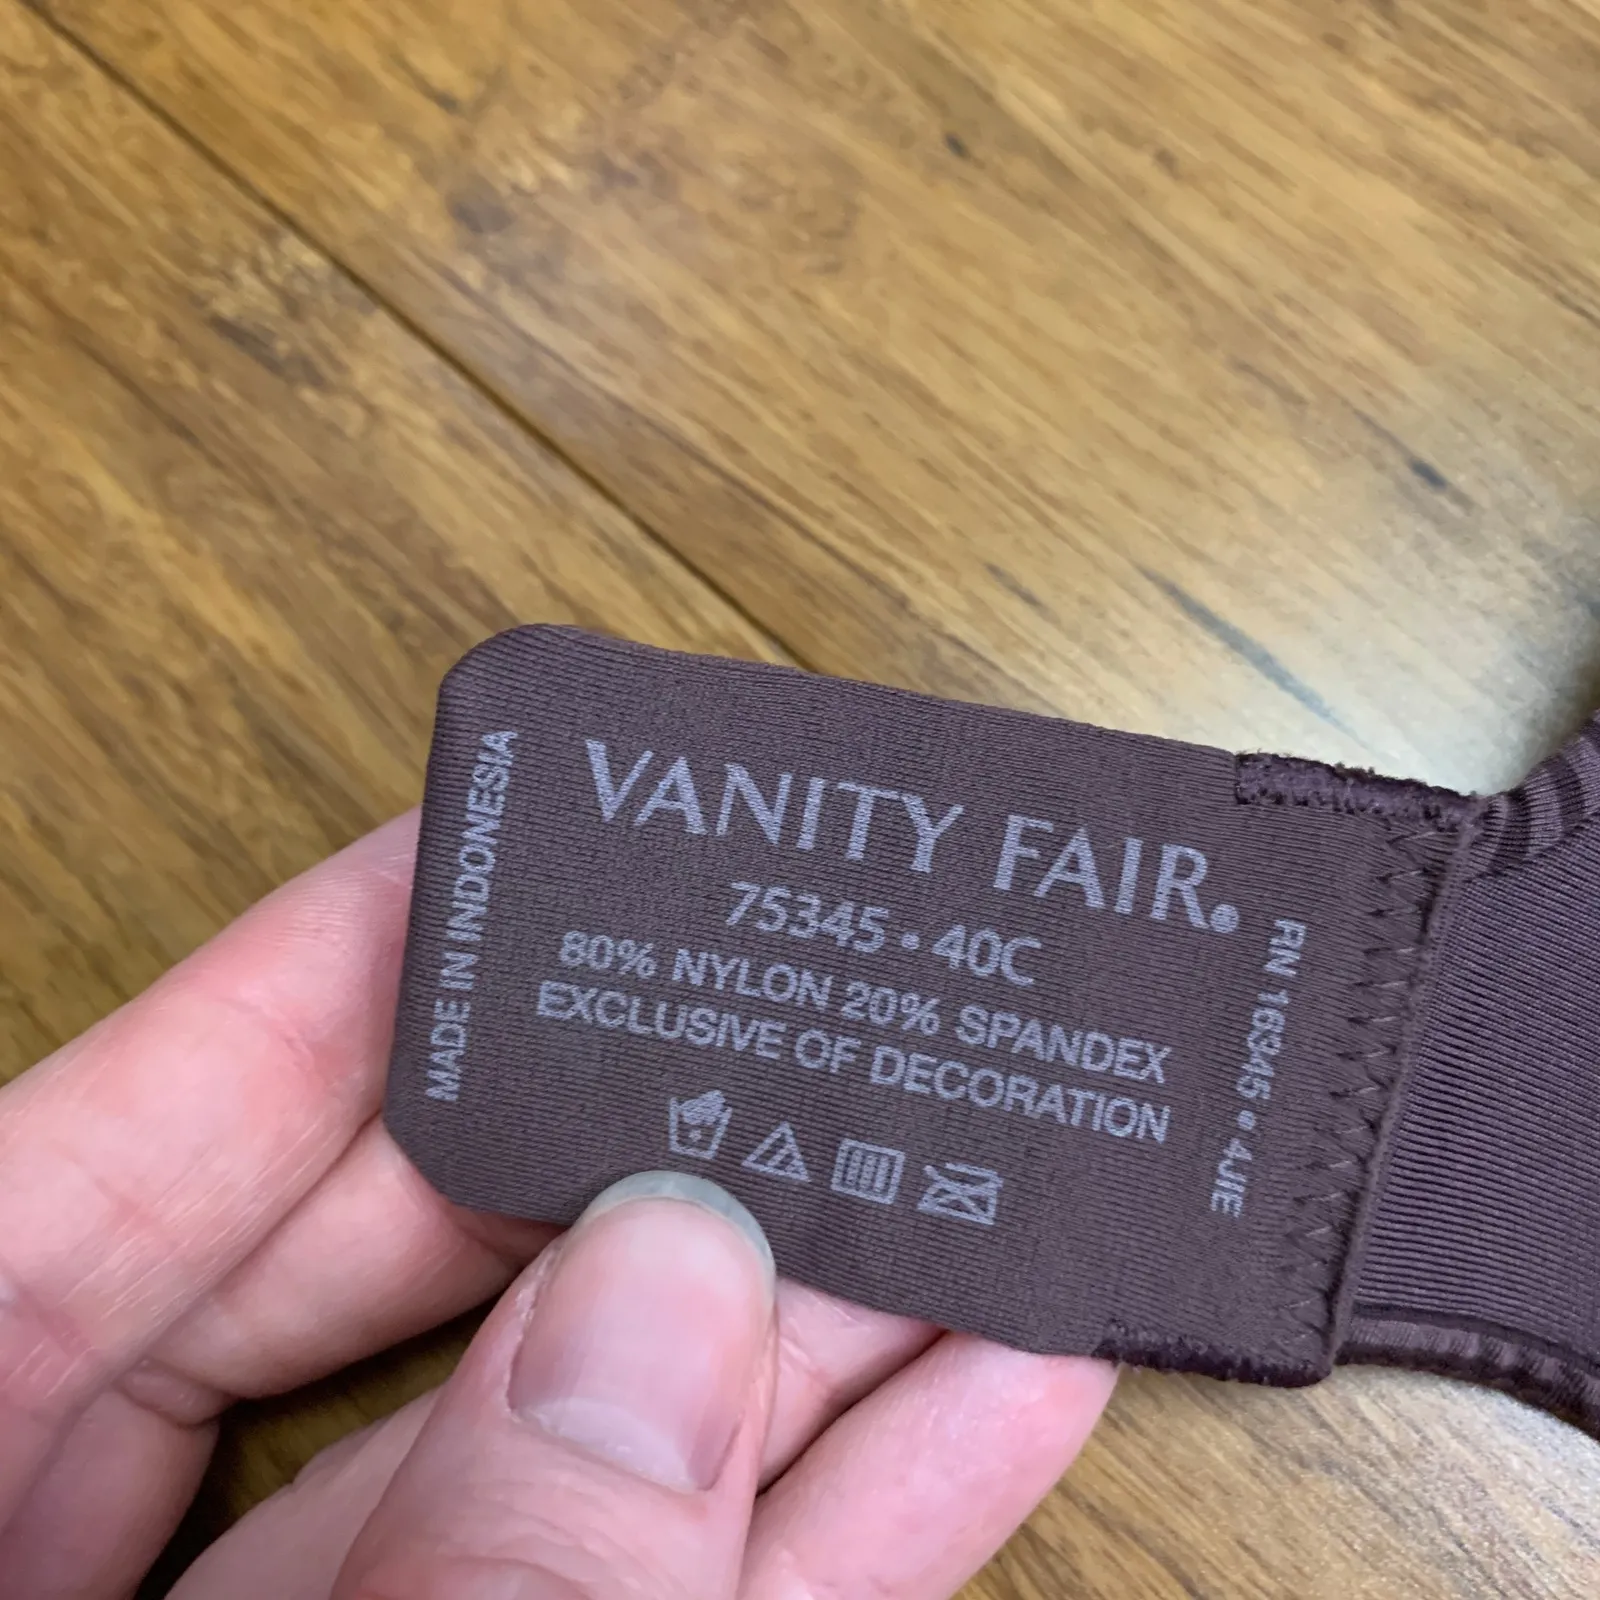 MADE IN INDONESIA
VANITY FAIR®
75345 • 40C
80% NYLON 20% SPANDEX
EXCLUSIVE OF DECORATION
RN 16345 • 4JIE